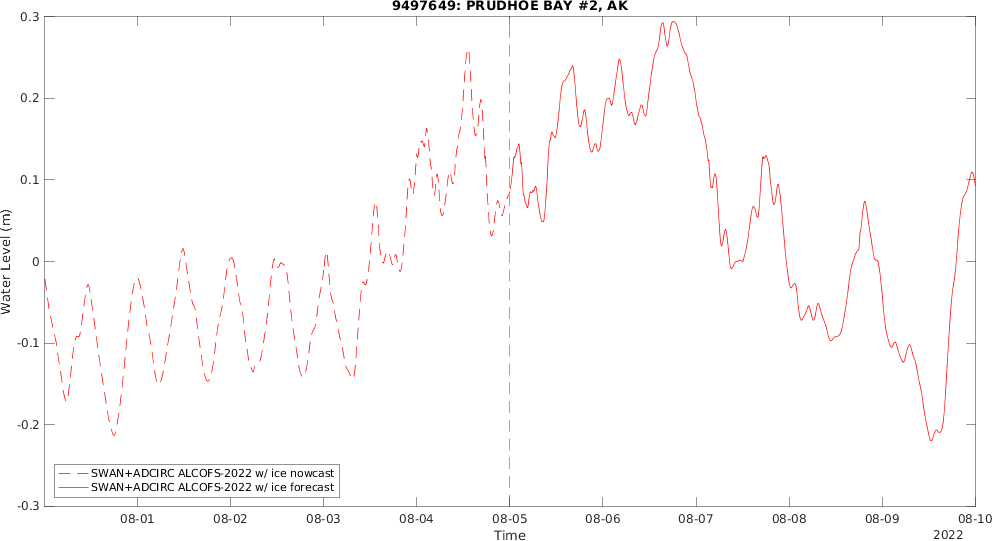 9497649: PRUDHOE BAY #2, AK
0.3
0.2
0.1
0
-0.1
-0.2
-0.3
Water Level (m)
SWAN+ADCIRC ALCOFS-2022 w/ ice nowcast
SWAN+ADCIRC ALCOFS-2022 w/ ice forecast
08-01 08-02 08-03 08-04 08-05 08-06 08-07 08-08 08-09 08-10
Time
2022